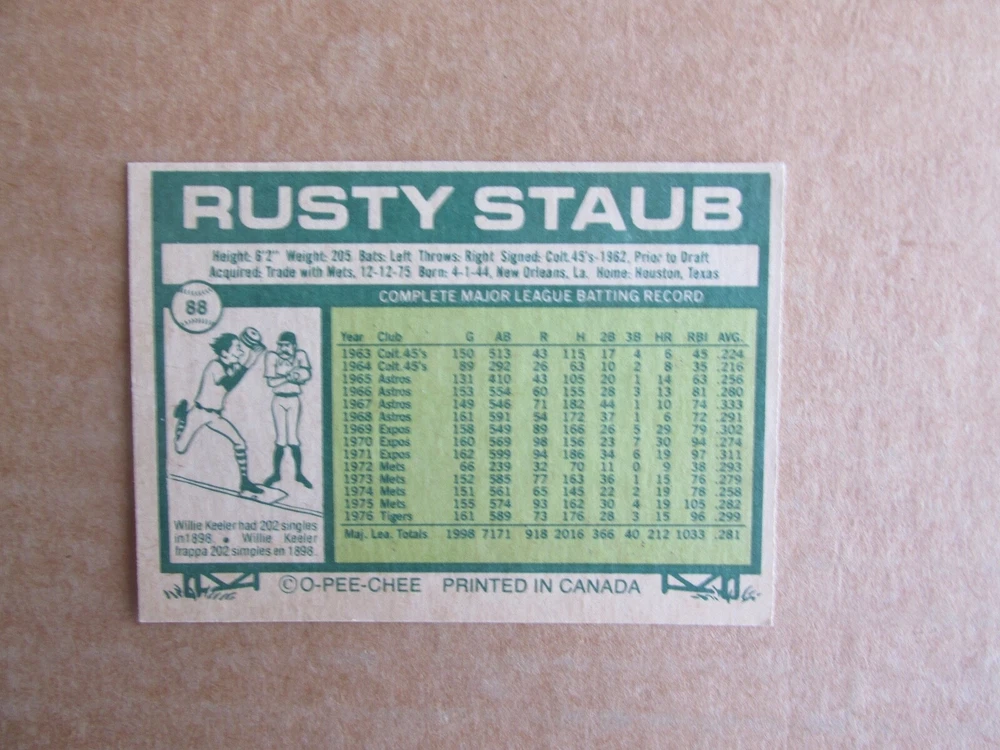 RUSTY STAUB
Height: 6'2" Weight: 205 Bats: Left Throws: Right Signed: Colt.45's-1962, Prior to Draft
Acquired: Trade with Mets, 12-12-75 Born: 4-1-44, New Orleans, La. Home: Houston, Texas
88
COMPLETE MAJOR LEAGUE BATTING RECORD
Year Club G AB R H 2B 3B HR RBI AVG.
1963 Colt.45's 150 513 43 115 17 4 6 45 .224
1964 Colt.45's 89 292 26 63 10 2 8 35 .216
1965 Astros 131 410 43 105 20 1 14 63 .256
1966 Astros 153 554 60 155 28 3 13 81 .280
1967 Astros 149 546 71 182 44 1 10 74 .333
1968 Astros 161 591 54 172 37 1 6 72 .291
1969 Expos 158 549 89 166 26 5 29 79 .302
1970 Expos 160 569 98 156 23 7 30 94 .274
1971 Expos 162 599 94 186 34 6 19 97 .311
1972 Mets 66 239 32 70 11 0 9 38 .293
1973 Mets 152 585 77 163 36 1 15 76 .279
1974 Mets 151 561 65 145 22 2 19 78 .258
1975 Mets 155 574 93 162 30 4 19 105 .282
1976 Tigers 161 589 73 176 28 3 15 96 .299
Maj. Lea. Totals 1998 7171 918 2016 366 40 212 1033 .281
Willie Keeler had 202 singles
in 1898. • Willie Keeler
frappa 202 simples en 1898.
© O-PEE-CHEE PRINTED IN CANADA